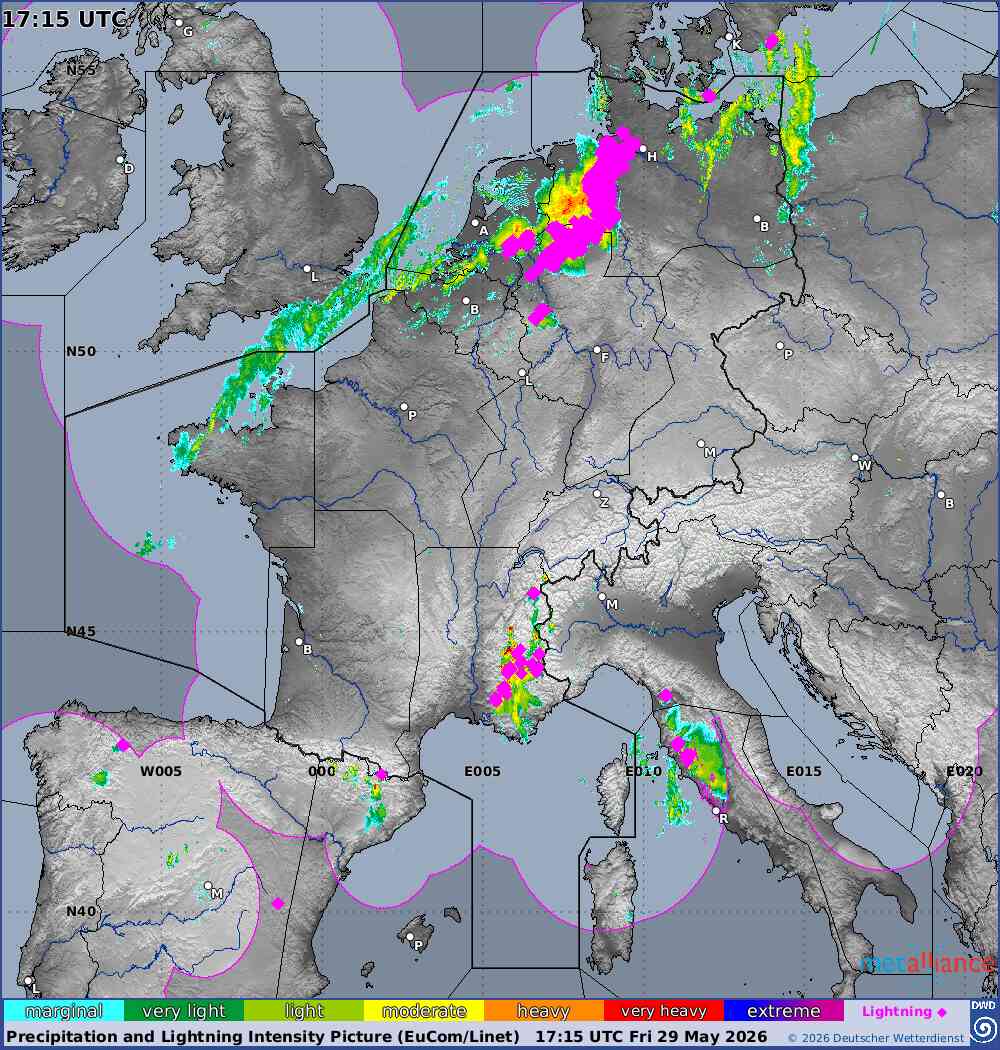 17:15 UTC
G
K
N55
H
D
A
B
L
B
N50
P
F
L
P
M
W
Z
B
M
N45
B
W005
000
E005
E010
E015
E020
R
M
N40
P
L
metalliance
marginal very light light moderate heavy very heavy extreme Lightning
DWD
Precipitation and Lightning Intensity Picture (EuCom/Linet) 17:15 UTC Fri 29 May 2026 © 2026 Deutscher Wetterdienst